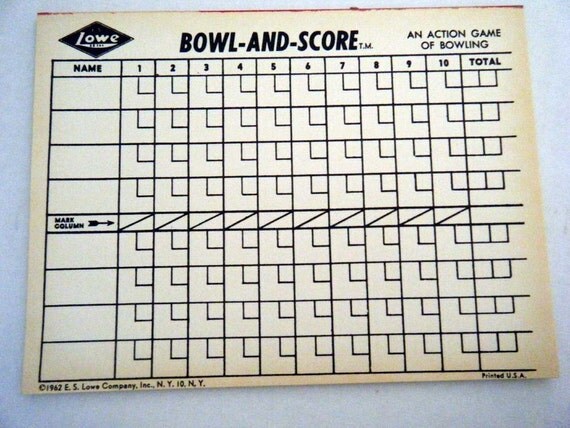 Lowe
BOWL-AND-SCORE T.M.
AN ACTION GAME
OF BOWLING
NAME 1 2 3 4 5 6 7 8 9 10 TOTAL
MARK
COLUMN
©1962 E. S. Lowe Company, Inc., N. Y. 10, N. Y.
Printed U.S.A.